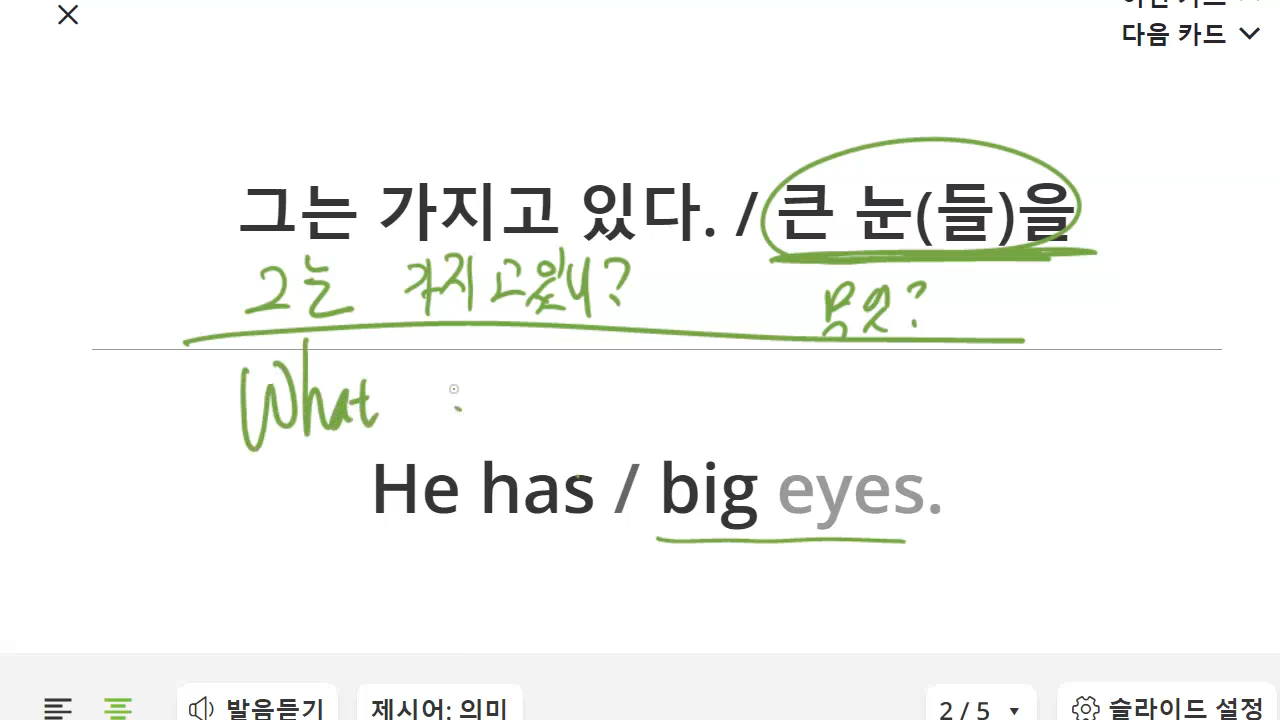 다음 카드
그는 가지고 있다. / 큰 눈(들)을
그는 가지고있니? 무엇?
What
He has / big eyes.
발음듣기 제시어: 의미 2 / 5 슬라이드 설정